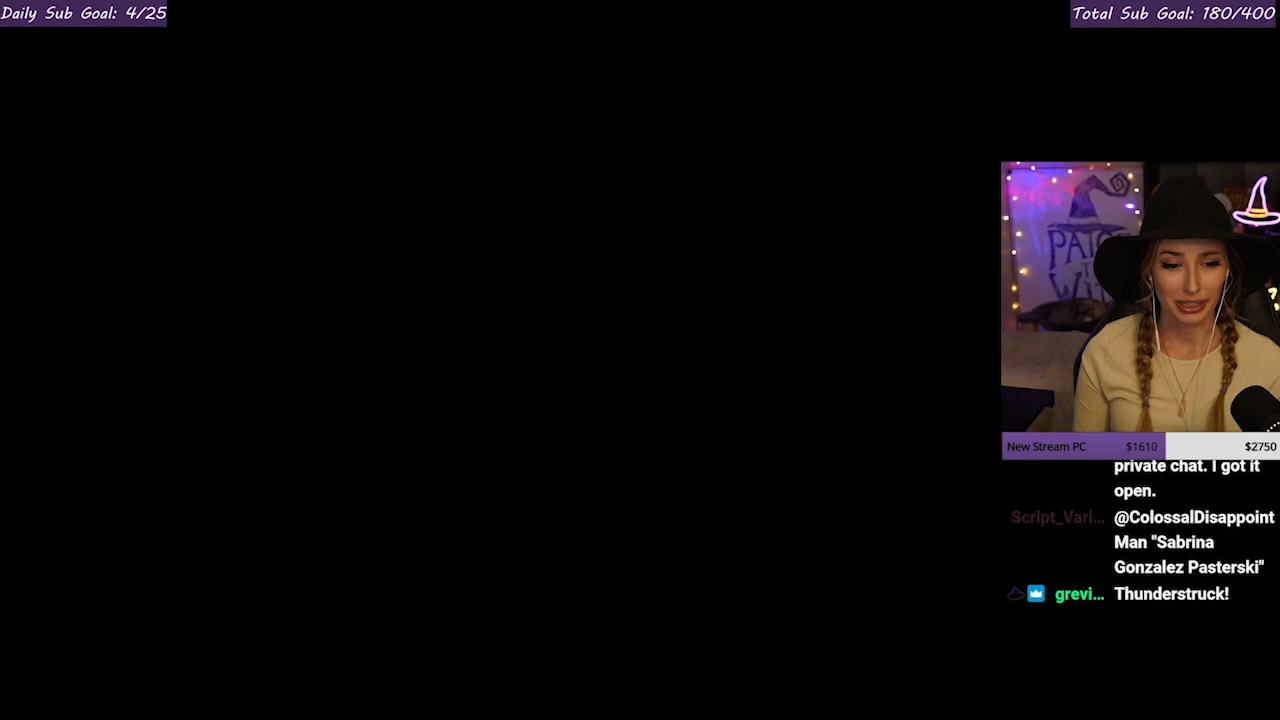 Daily Sub Goal: 4/25
Total Sub Goal: 180/400
PAIGE
New Stream PC $1610 $2750
private chat. I got it
open.
Script_Vari... @ColossalDisappoint
Man "Sabrina
Gonzalez Pasterski"
grevi... Thunderstruck!